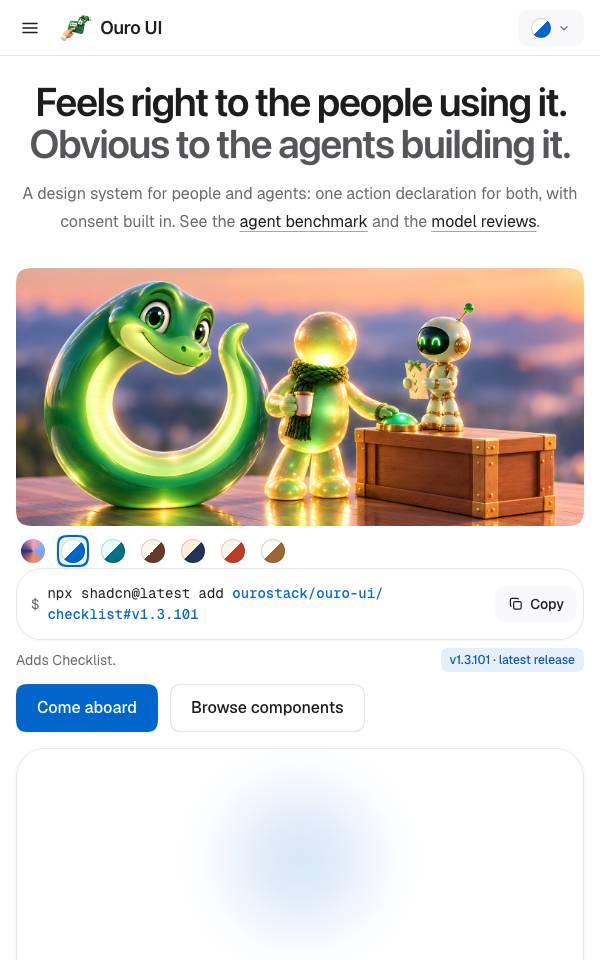 Ouro UI
Feels right to the people using it.
Obvious to the agents building it.
A design system for people and agents: one action declaration for both, with
consent built in. See the agent benchmark and the model reviews.
$ npx shadcn@latest add ourostack/ouro-ui/
checklist#v1.3.101
Copy
Adds Checklist.
v1.3.101 · latest release
Come aboard
Browse components